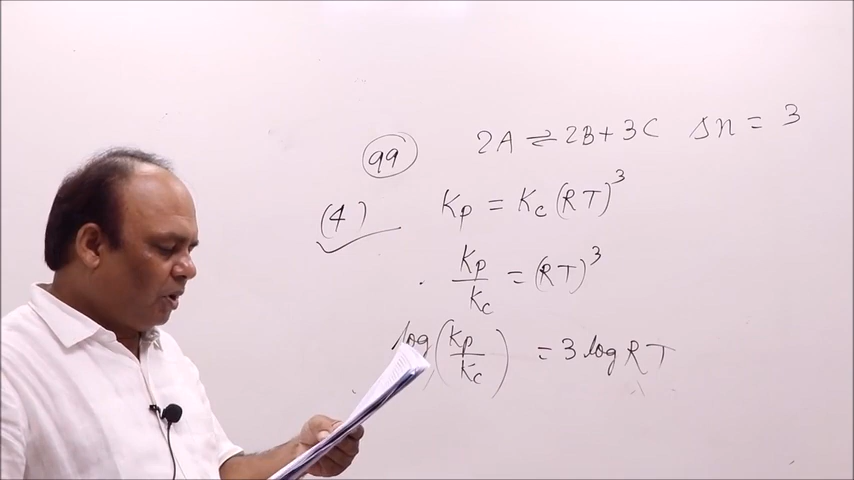 99 2A ⇌ 2B + 3C Δn = 3
(4) Kp = Kc (RT)^3
Kp/Kc = (RT)^3
log (Kp/Kc) = 3 log RT